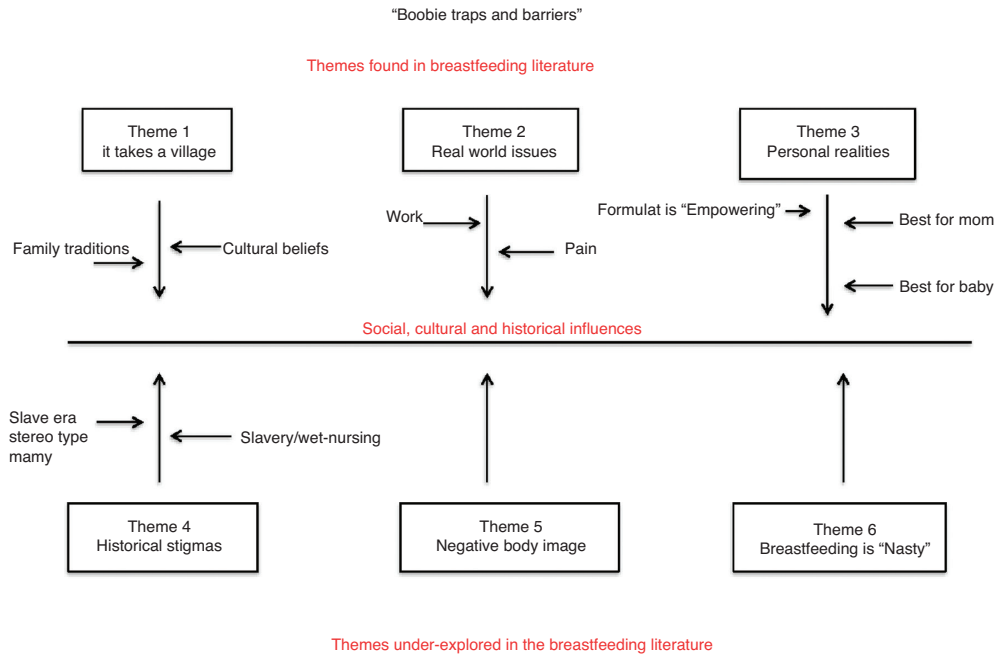 “Boobie traps and barriers”
Themes found in breastfeeding literature
Theme 1
it takes a village
Theme 2
Real world issues
Theme 3
Personal realities
Family traditions
Cultural beliefs
Work
Pain
Formulat is “Empowering”
Best for mom
Best for baby
Social, cultural and historical influences
Slave era
stereo type
mamy
Slavery/wet-nursing
Theme 4
Historical stigmas
Theme 5
Negative body image
Theme 6
Breastfeeding is “Nasty”
Themes under-explored in the breastfeeding literature